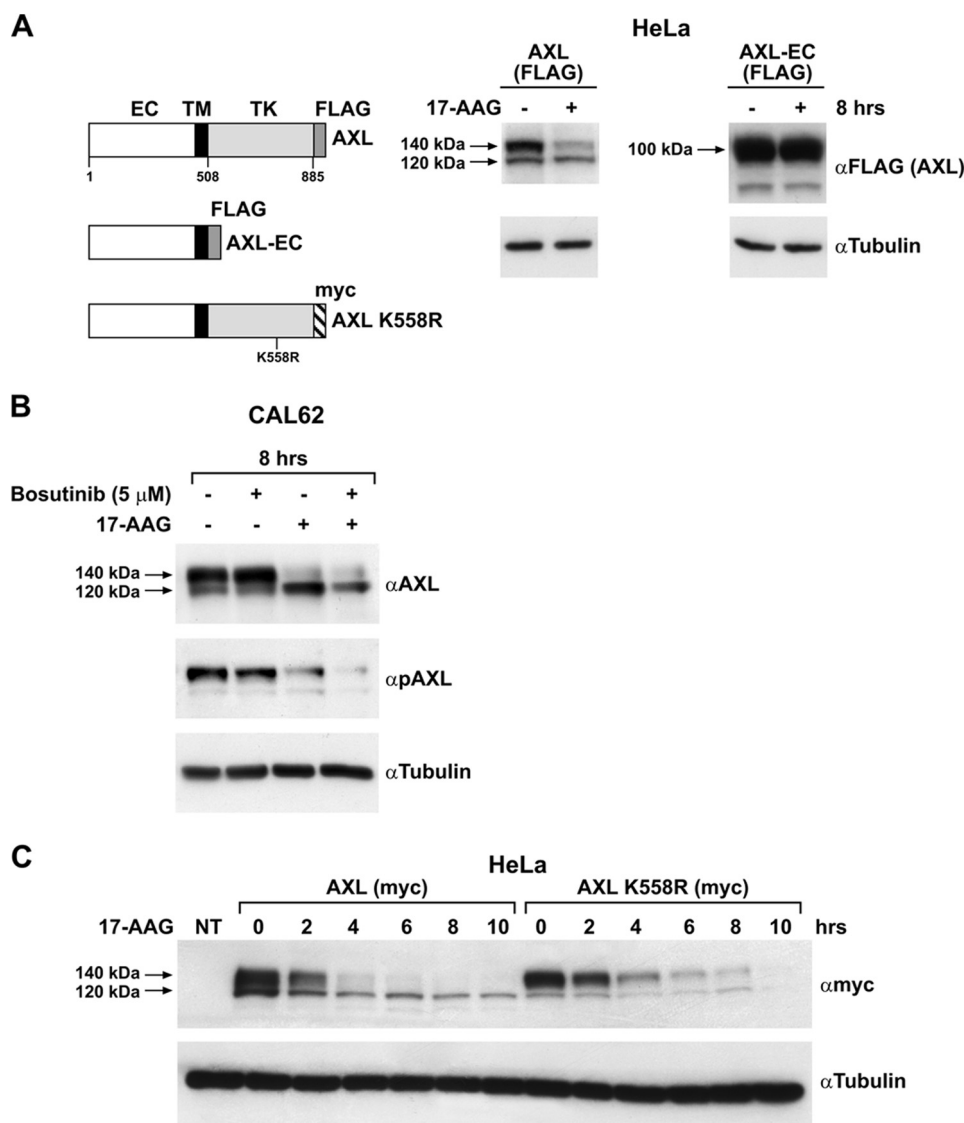 A
HeLa
EC TM TK FLAG
AXL
1 508 885
FLAG
AXL-EC
myc
AXL K558R
K558R
AXL
(FLAG)
17-AAG - +
140 kDa
120 kDa
AXL-EC
(FLAG)
- + 8 hrs
100 kDa
αFLAG (AXL)
αTubulin
B
CAL62
8 hrs
Bosutinib (5 μM) - + - +
17-AAG - - + +
140 kDa
120 kDa
αAXL
αpAXL
αTubulin
C
HeLa
AXL (myc) AXL K558R (myc)
17-AAG NT 0 2 4 6 8 10 0 2 4 6 8 10 hrs
140 kDa
120 kDa
αmyc
αTubulin